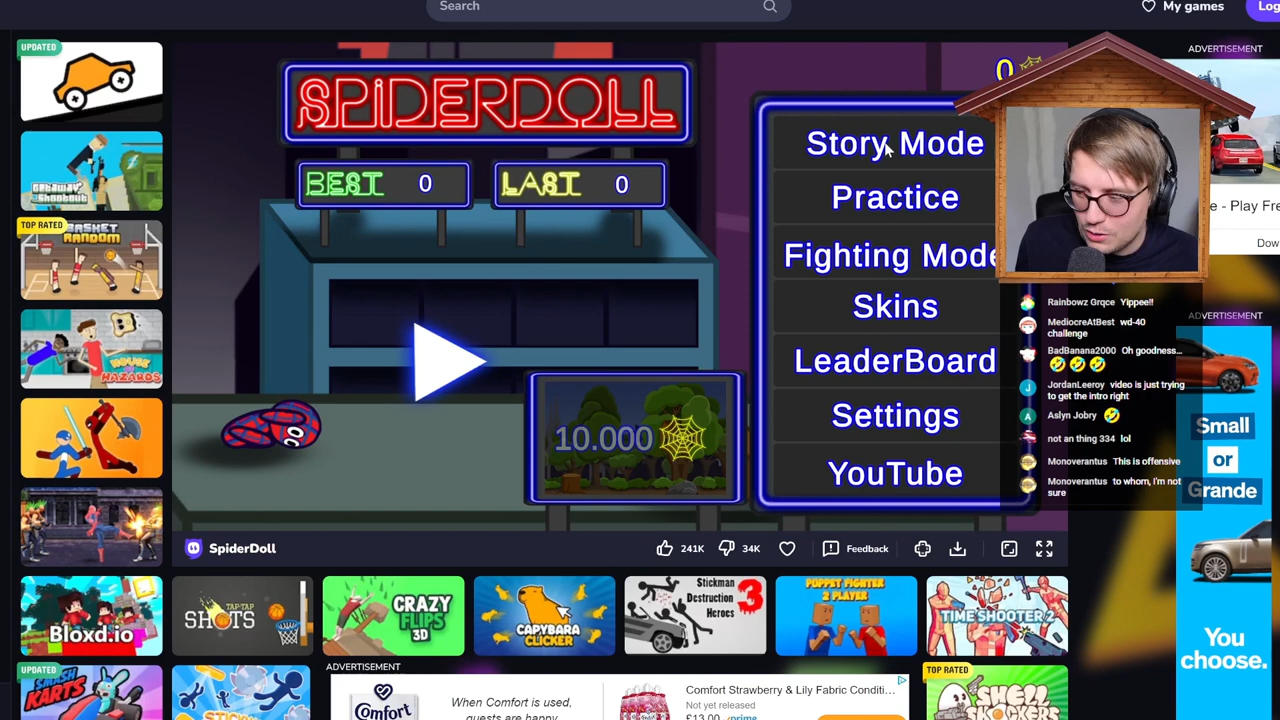 Search
My games
Log
UPDATED
SPiDERDOLL
0
ADVERTISEMENT
Story Mode
BEST 0
LAST 0
GETAWAY SHOOTOUT
Practice
e - Play Fre
TOP RATED
BASKET RANDOM
Fighting Mode
Dow
Skins
Rainbowz Grqce Yippee!!
ADVERTISEMENT
MediocreAtBest wd-40
challenge
HOUSE OF HAZARDS
LeaderBoard
BadBanana2000 Oh goodness...
JordanLeeroy video is just trying
to get the intro right
10.000
Settings
Aslyn Jobry
Small
not an thing 334 lol
or
YouTube
Monoverantus This is offensive
Monoverantus to whom, I'm not
sure
Grande
SpiderDoll
241K
34K
Feedback
Bloxd.io
TAP-TAP
SHOTS
CRAZY
FLIPS
3D
CAPYBARA
CLICKER
Stickman
Destruction
Heroes
3
PUPPET FIGHTER
2 PLAYER
TIME SHOOTER 2
You
choose.
UPDATED
SMASH
KARTS
ADVERTISEMENT
Comfort
When Comfort is used,
guests are happy
Comfort Strawberry & Lily Fabric Conditi...
Not yet released
£13.00 prime
TOP RATED
SHELL
SHOCKERS